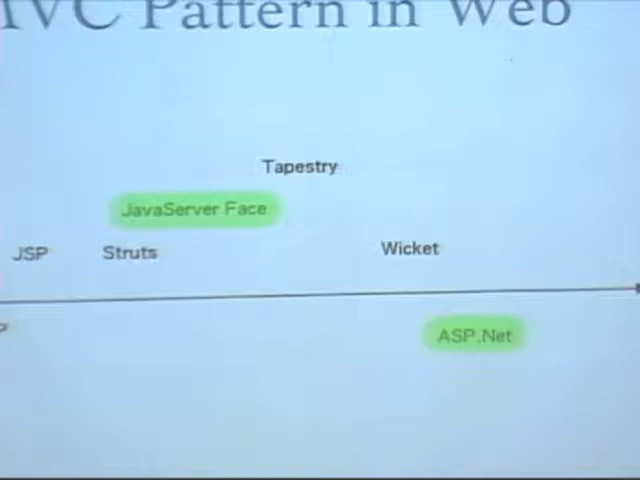 MVC Pattern in Web
Tapestry
JavaServer Face
JSP
Struts
Wicket
P
ASP.Net